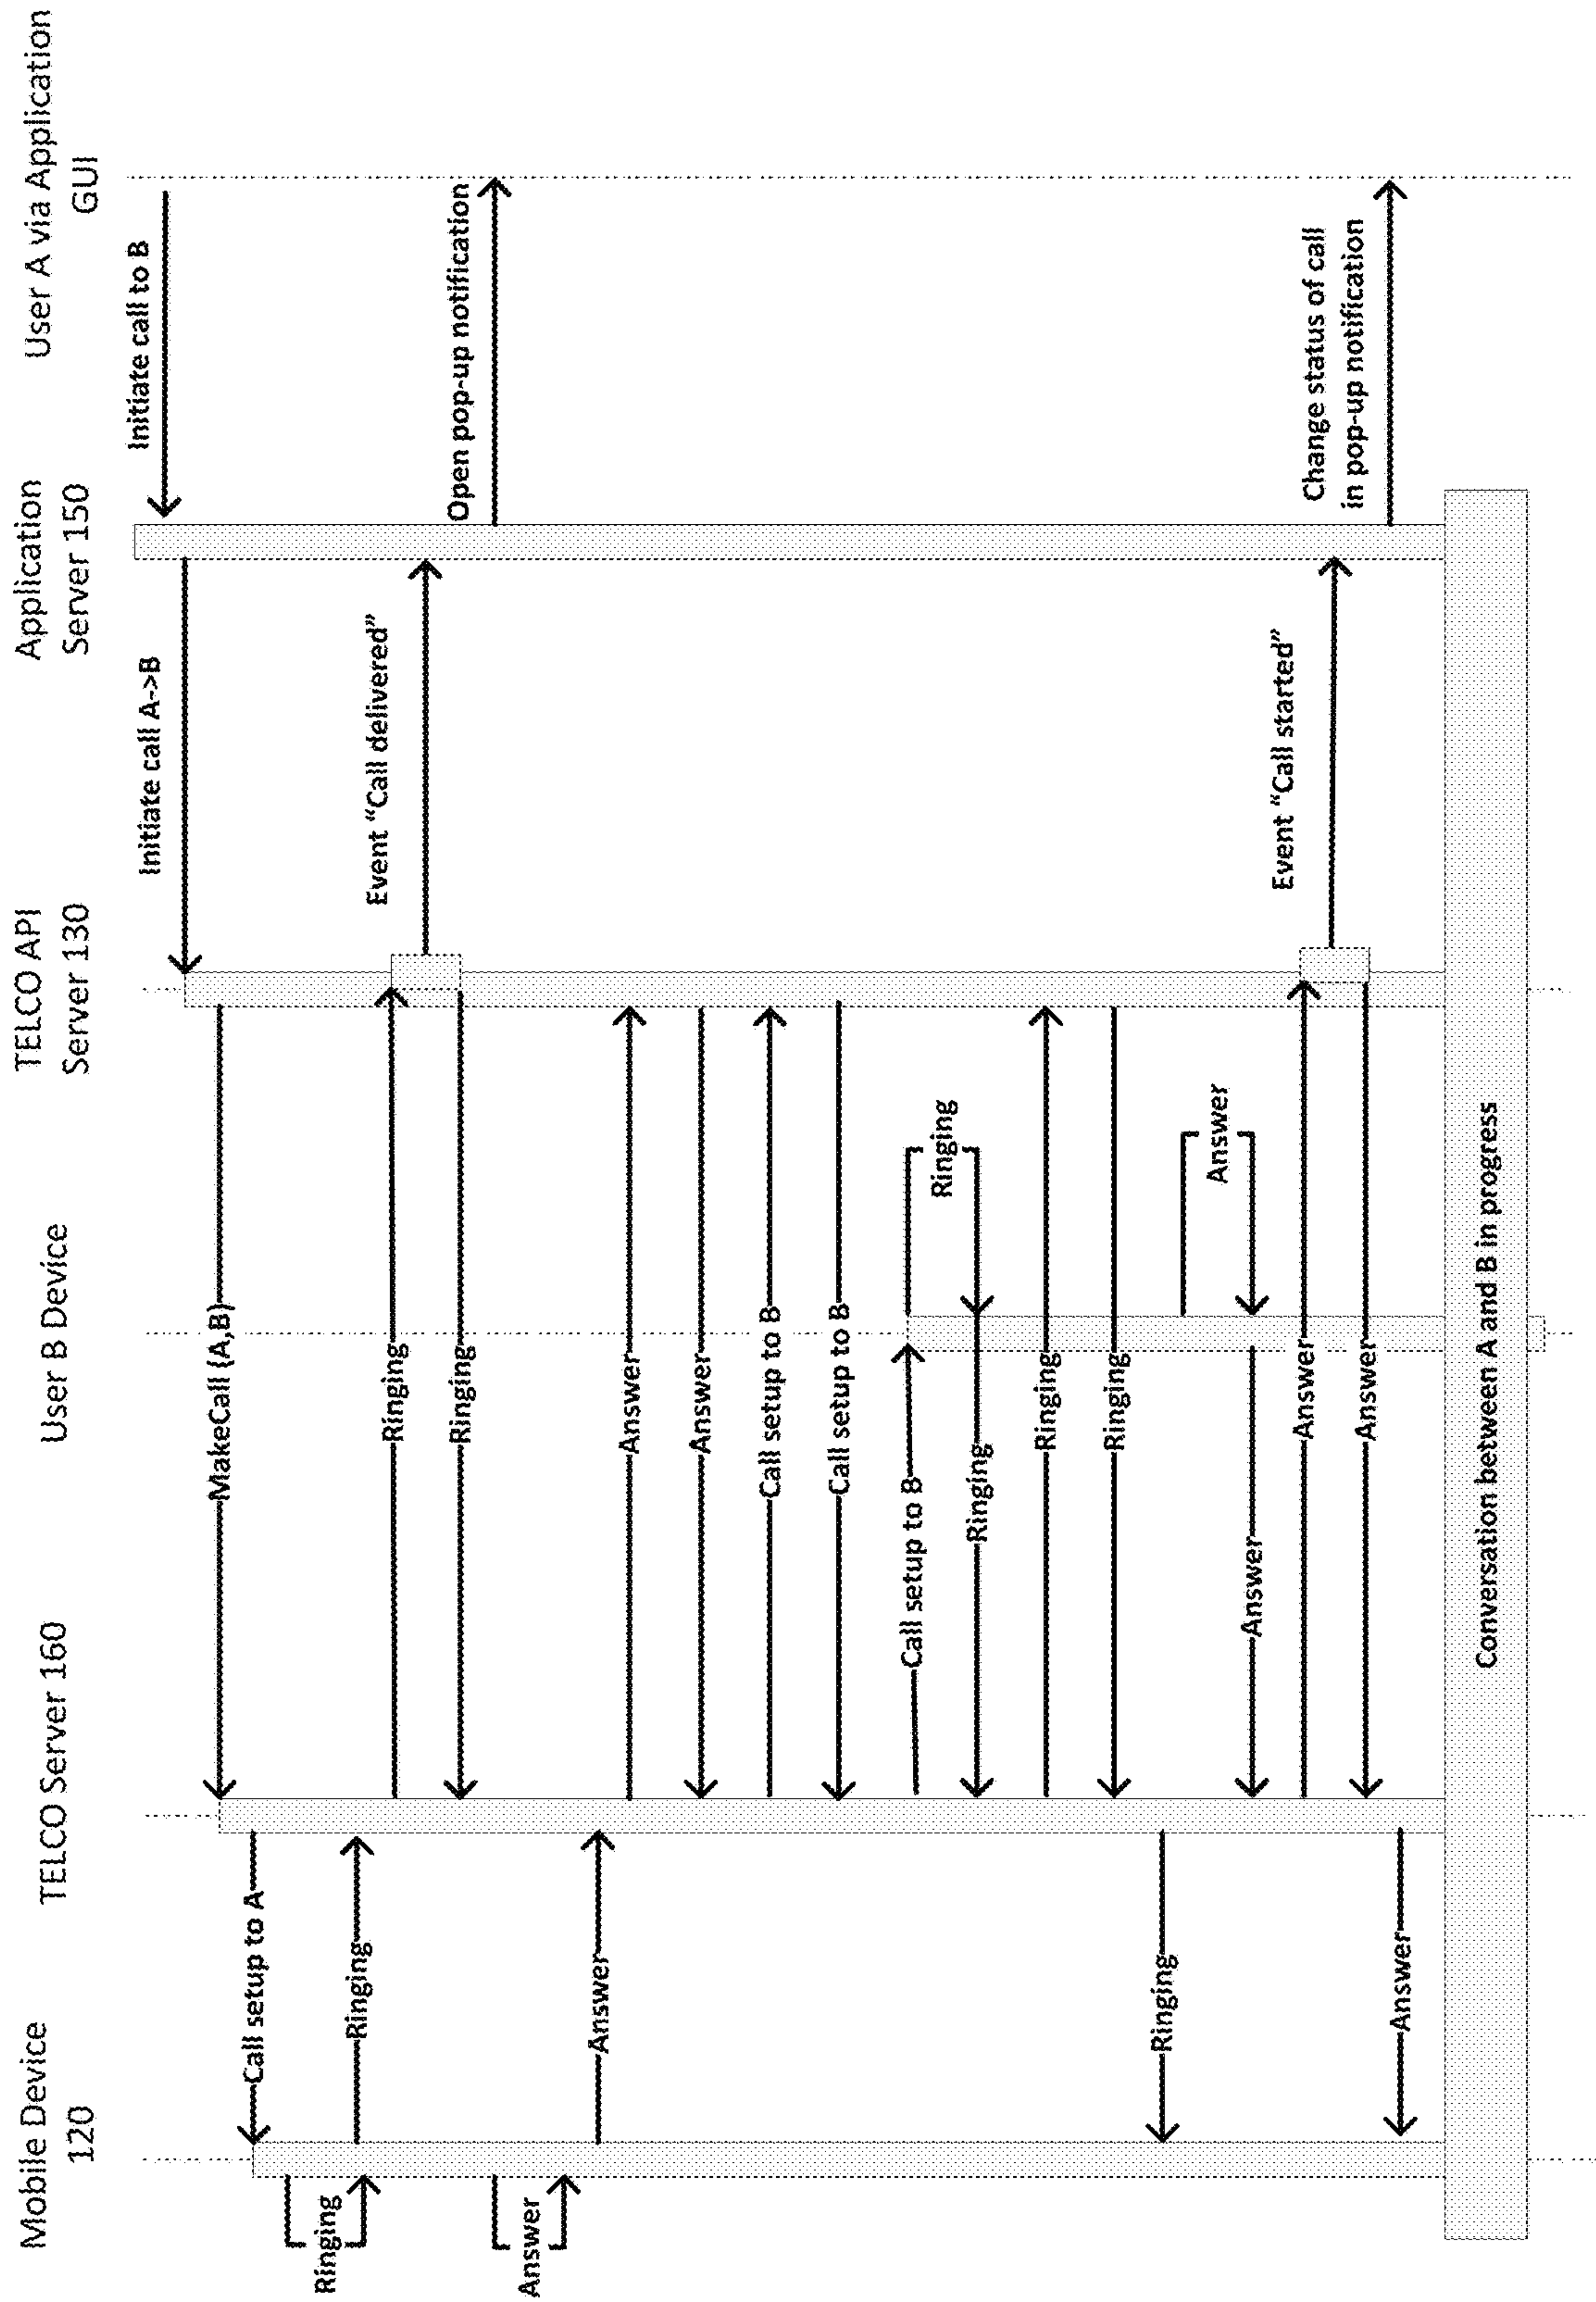 Mobile Device
120
TELCO Server 160
User B Device
TELCO API
Server 130
Application
Server 150
User A via Application
GUI
Initiate call to B
Initiate call A->B
MakeCall (A,B)
Call setup to A
Ringing
Ringing
Ringing
Event “Call delivered”
Ringing
Open pop-up notification
Answer
Answer
Answer
Answer
Call setup to B
Call setup to B
Call setup to B
Ringing
Ringing
Ringing
Ringing
Ringing
Answer
Answer
Answer
Event “Call started”
Change status of call
in pop-up notification
Answer
Answer
Conversation between A and B in progress